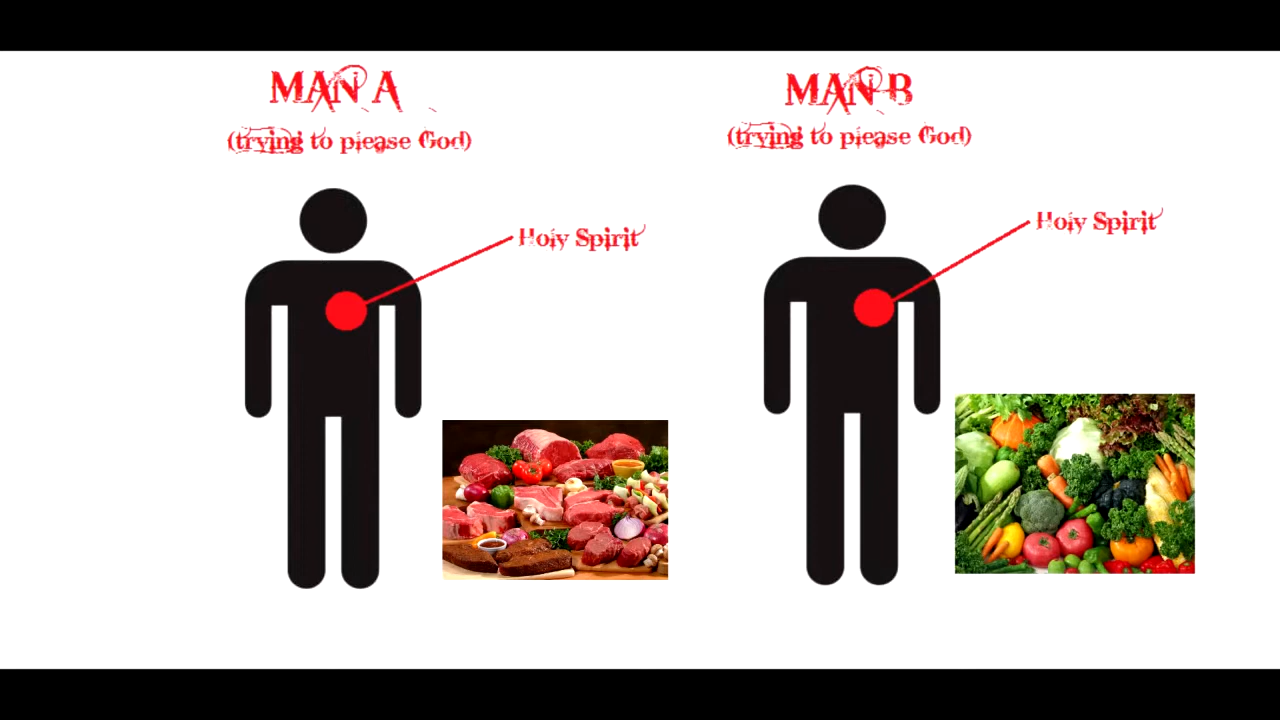 MAN A
(trying to please God)
Holy Spirit
MAN B
(trying to please God)
Holy Spirit